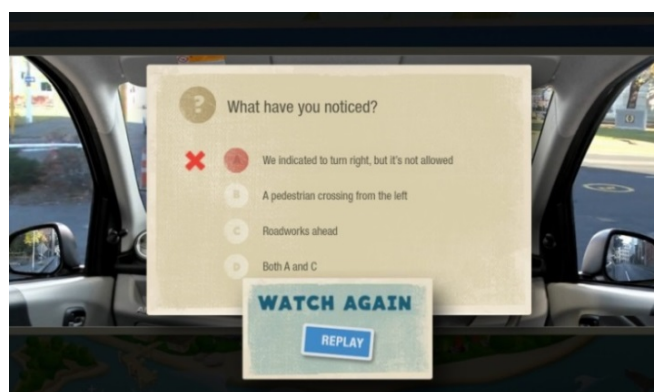 ?
What have you noticed?
A We indicated to turn right, but it's not allowed
B A pedestrian crossing from the left
C Roadworks ahead
D Both A and C
WATCH AGAIN
REPLAY